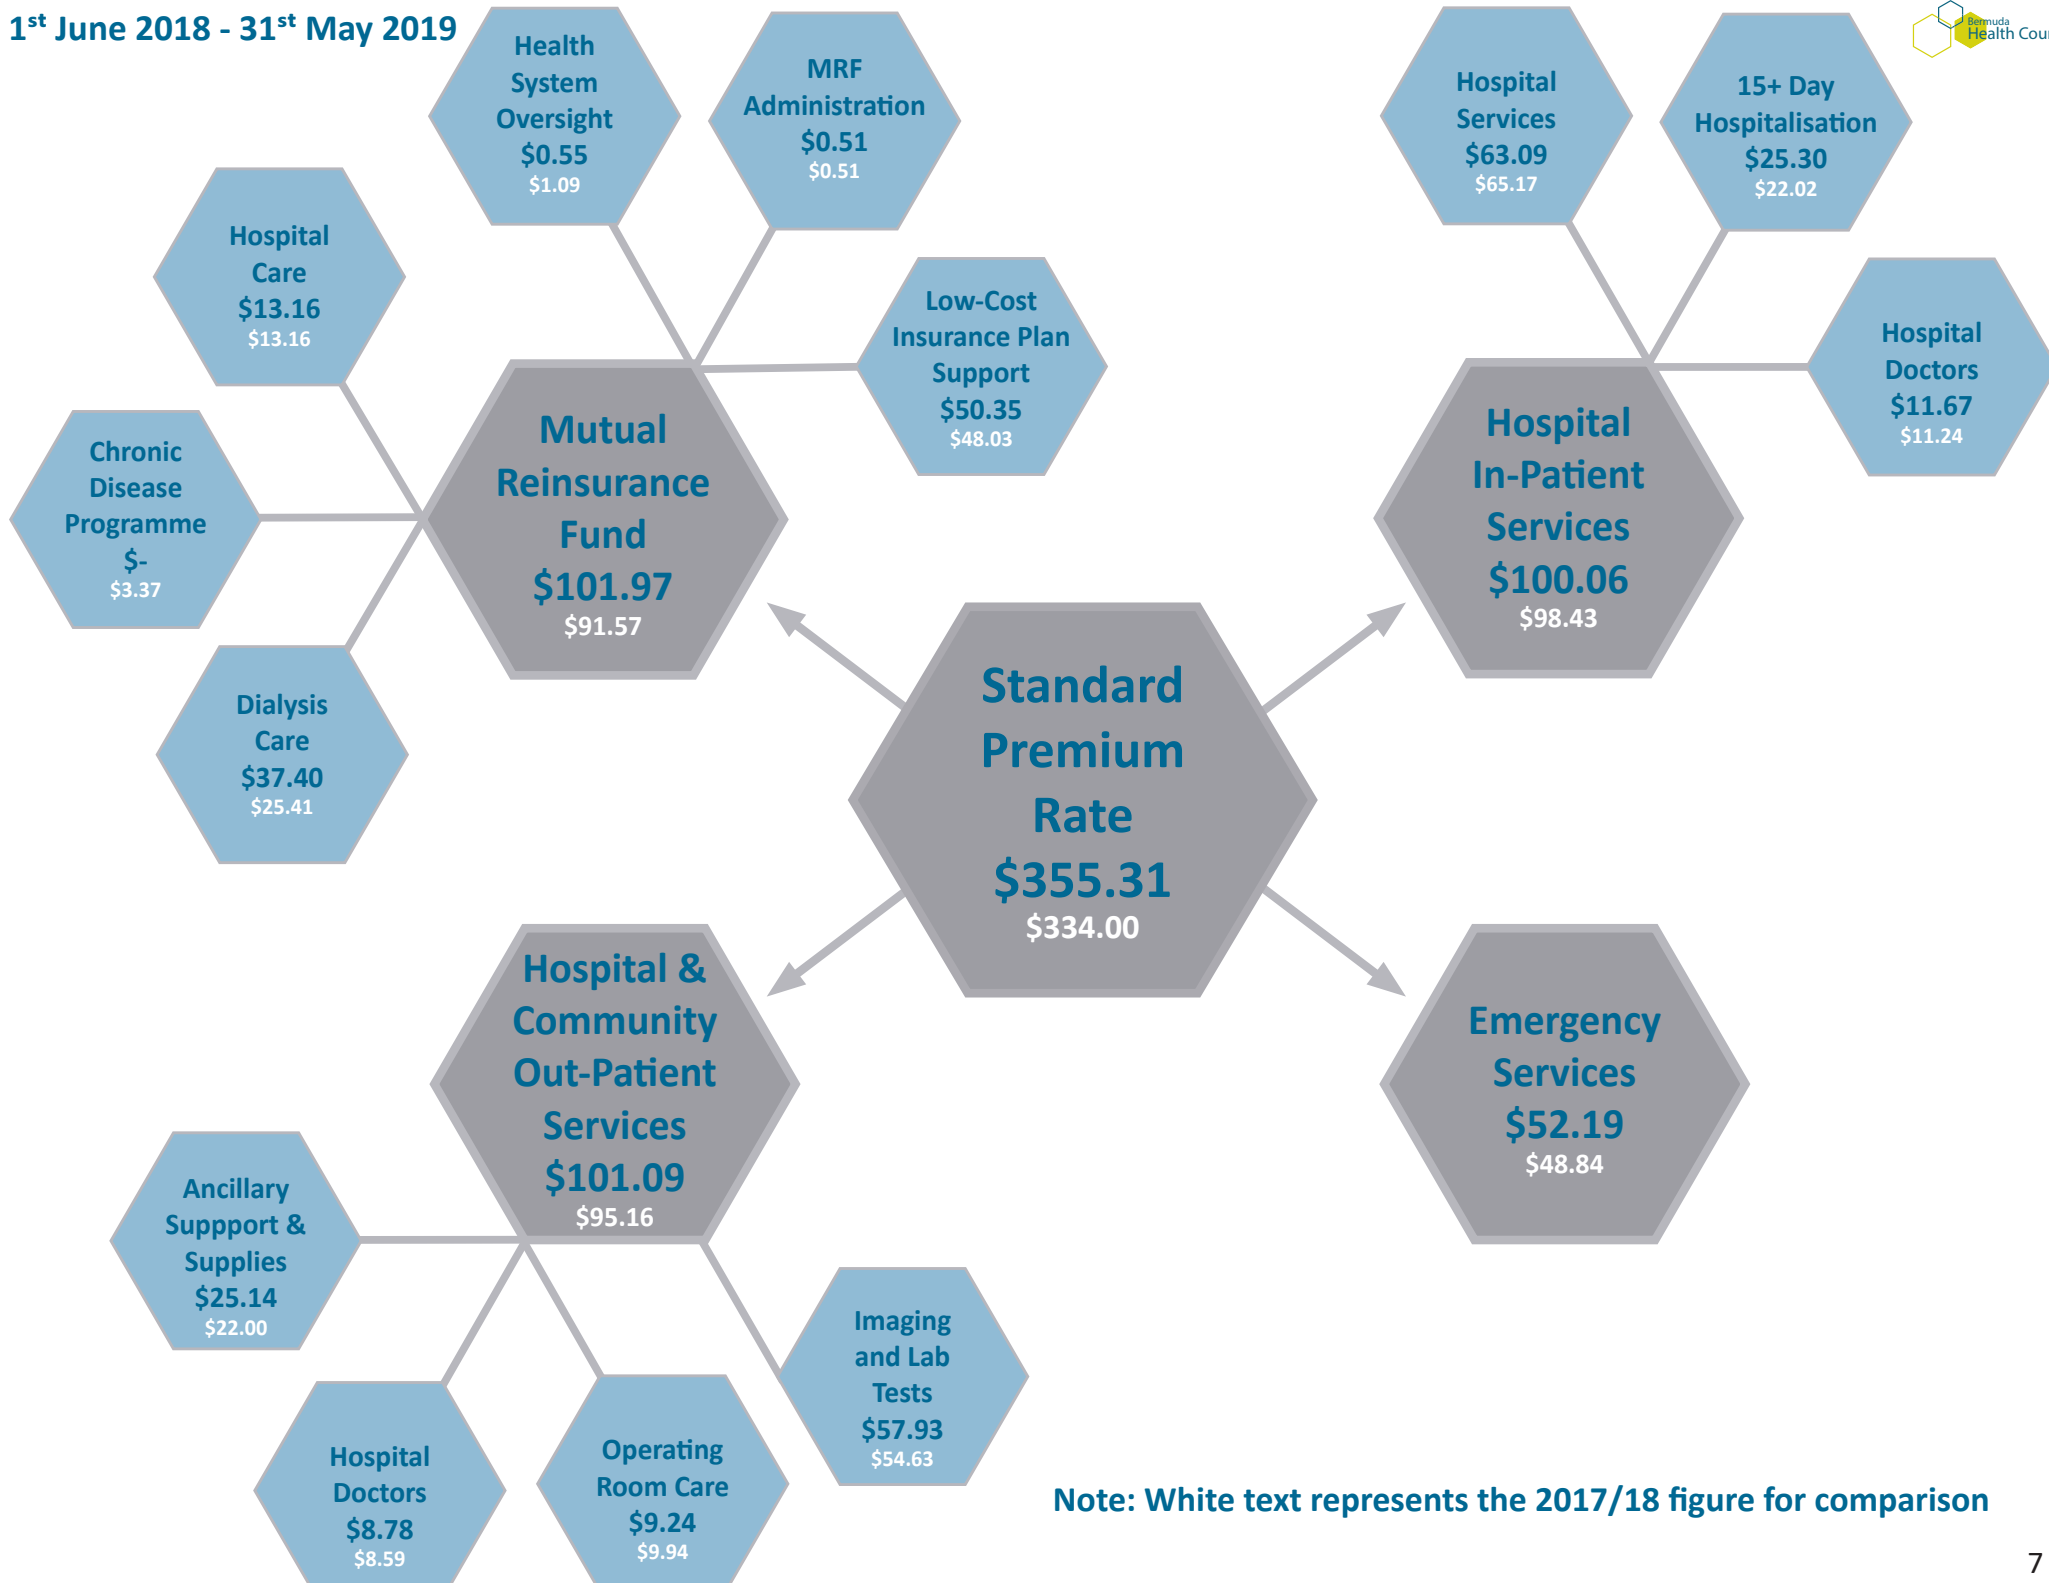 1st June 2018 - 31st May 2019
Bermuda
Health Coun
Health
System
Oversight
$0.55
$1.09
MRF
Administration
$0.51
$0.51
Hospital
Care
$13.16
$13.16
Low-Cost
Insurance Plan
Support
$50.35
$48.03
Chronic
Disease
Programme
$-
$3.37
Dialysis
Care
$37.40
$25.41
Mutual
Reinsurance
Fund
$101.97
$91.57
Hospital
Services
$63.09
$65.17
15+ Day
Hospitalisation
$25.30
$22.02
Hospital
Doctors
$11.67
$11.24
Hospital
In-Patient
Services
$100.06
$98.43
Standard
Premium
Rate
$355.31
$334.00
Hospital &
Community
Out-Patient
Services
$101.09
$95.16
Emergency
Services
$52.19
$48.84
Ancillary
Suppport &
Supplies
$25.14
$22.00
Hospital
Doctors
$8.78
$8.59
Operating
Room Care
$9.24
$9.94
Imaging
and Lab
Tests
$57.93
$54.63
Note: White text represents the 2017/18 figure for comparison
7